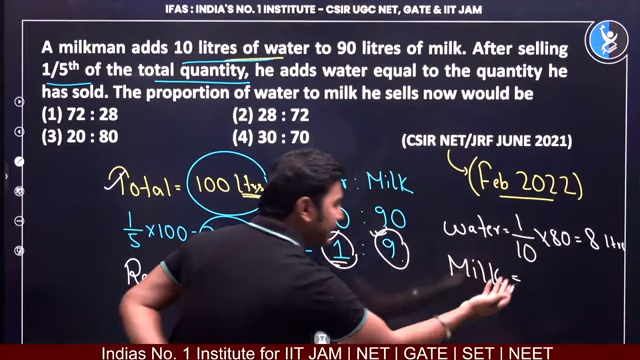 IFAS: INDIA'S NO. 1 INSTITUTE - CSIR UGC NET, GATE & IIT JAM
A milkman adds 10 litres of water to 90 litres of milk. After selling
1/5th of the total quantity, he adds water equal to the quantity he
has sold. The proportion of water to milk he sells now would be
(1) 72 : 28 (2) 28 : 72
(3) 20 : 80 (4) 30 : 70
(CSIR NET/JRF JUNE 2021)
(Feb 2022)
Total = 100 ltrs : Milk
1/5 × 100 : 90
1 : 9
water = 1/10 × 80 = 8 ltre
Milk =
Indias No. 1 Institute for IIT JAM | NET | GATE | SET | NEET